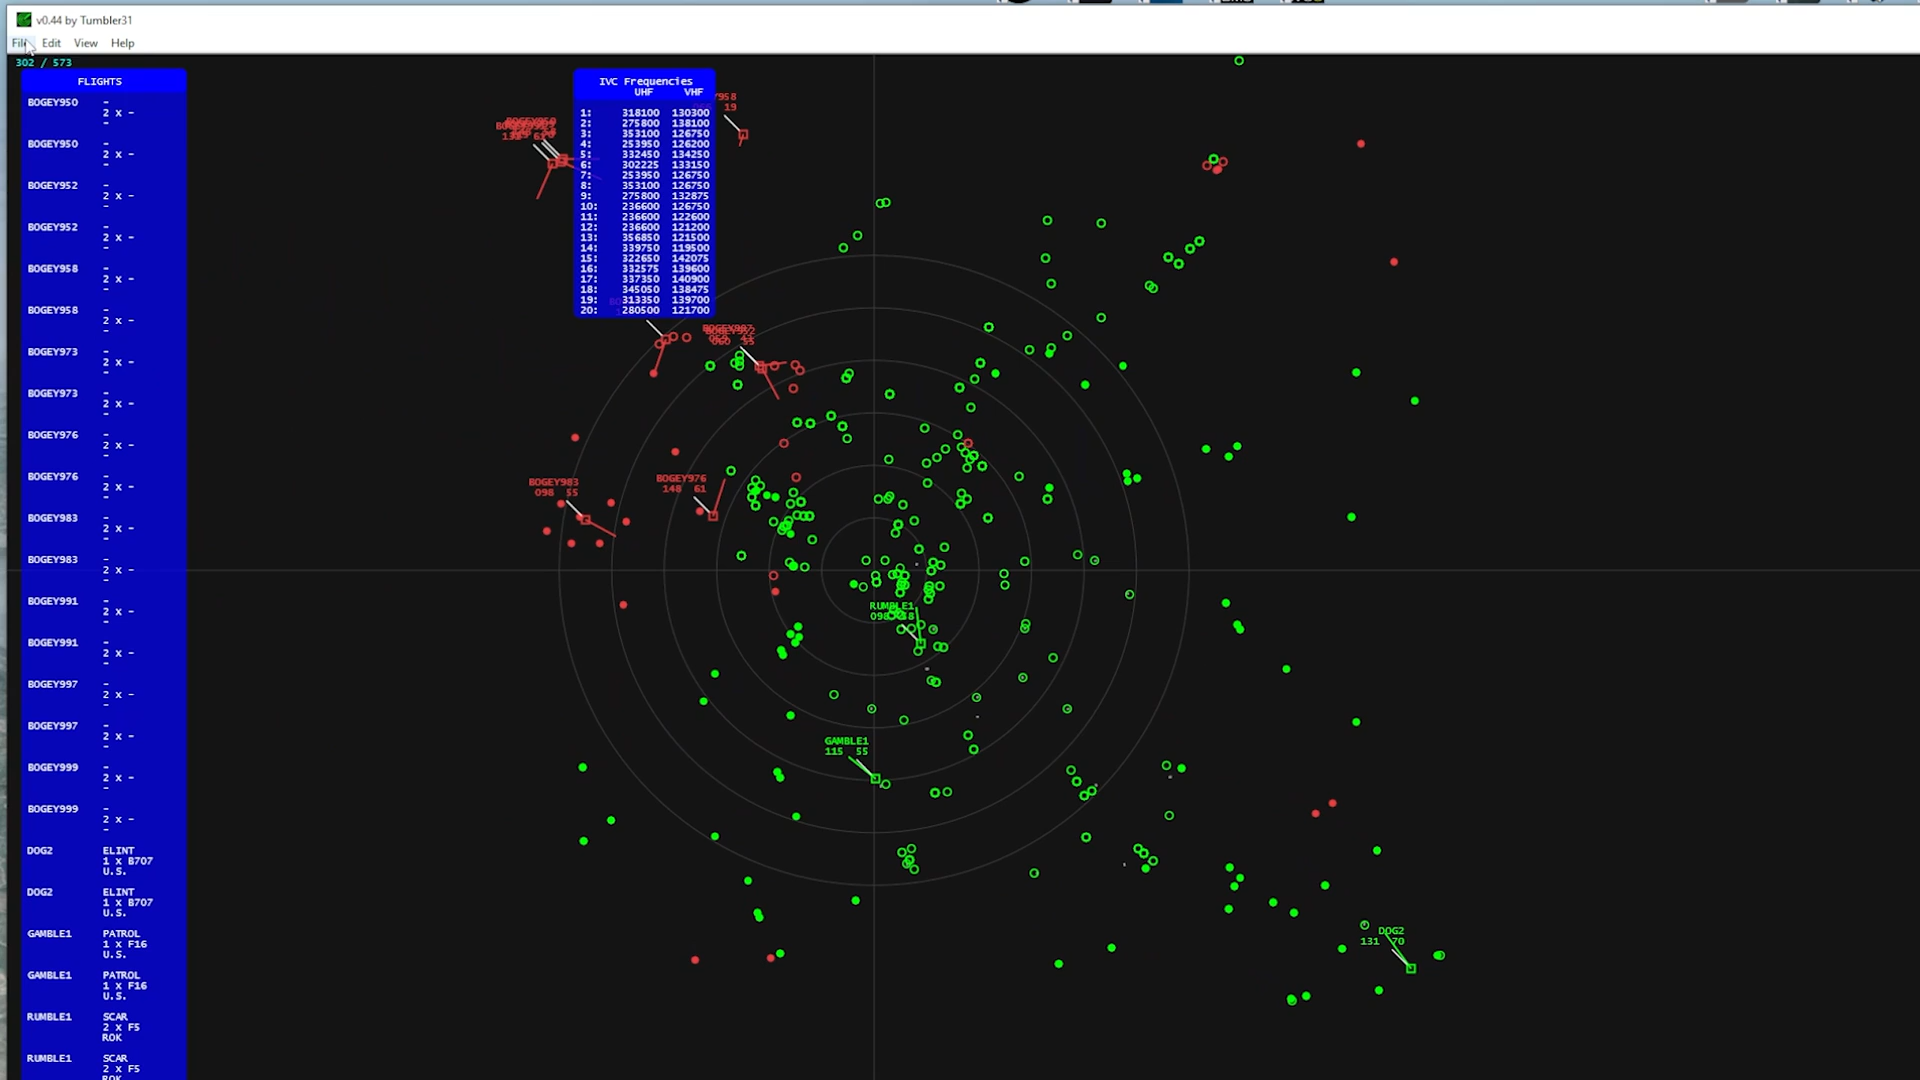 v0.44 by Tumbler31
File Edit View Help
302 / 573
FLIGHTS
BOGEY950 -
2 x -
-
BOGEY950 -
2 x -
-
BOGEY952 -
2 x -
-
BOGEY952 -
2 x -
-
BOGEY958 -
2 x -
-
BOGEY958 -
2 x -
-
BOGEY973 -
2 x -
-
BOGEY973 -
2 x -
-
BOGEY976 -
2 x -
-
BOGEY976 -
2 x -
-
BOGEY983 -
2 x -
-
BOGEY983 -
2 x -
-
BOGEY991 -
2 x -
-
BOGEY991 -
2 x -
-
BOGEY997 -
2 x -
-
BOGEY997 -
2 x -
-
BOGEY999 -
2 x -
-
BOGEY999 -
2 x -
-
DOG2 ELINT
1 x B707
U.S.
DOG2 ELINT
1 x B707
U.S.
GAMBLE1 PATROL
1 x F16
U.S.
GAMBLE1 PATROL
1 x F16
U.S.
RUMBLE1 SCAR
2 x F5
ROK
RUMBLE1 SCAR
2 x F5
ROK
IVC Frequencies
UHF VHF
1: 318100 130300
2: 275800 138100
3: 353100 126750
4: 253950 126200
5: 332450 134250
6: 302225 133150
7: 253950 126750
8: 353100 126750
9: 275800 132875
10: 236600 126750
11: 236600 122600
12: 236600 121200
13: 356850 121500
14: 339750 119500
15: 322650 142075
16: 332575 139600
17: 337350 140900
18: 345050 138475
19: 313350 139700
20: 280500 121700
Y958
19
BOGEY983
098 55
BOGEY976
148 61
RUMBLE1
GAMBLE1
115 55
DOG2
131 70